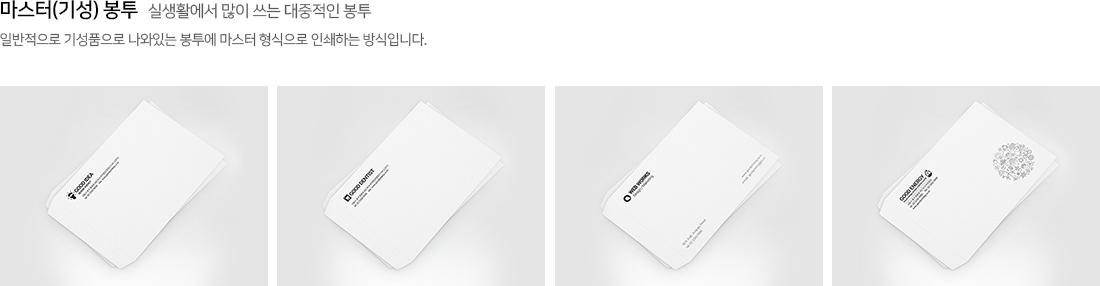 마스터(기성) 봉투 실생활에서 많이 쓰는 대중적인 봉투
일반적으로 기성품으로 나와있는 봉투에 마스터 형식으로 인쇄하는 방식입니다.
GOOD IDEA
GOOD DENTIST
WEB WORKS
GOOD ENERGY